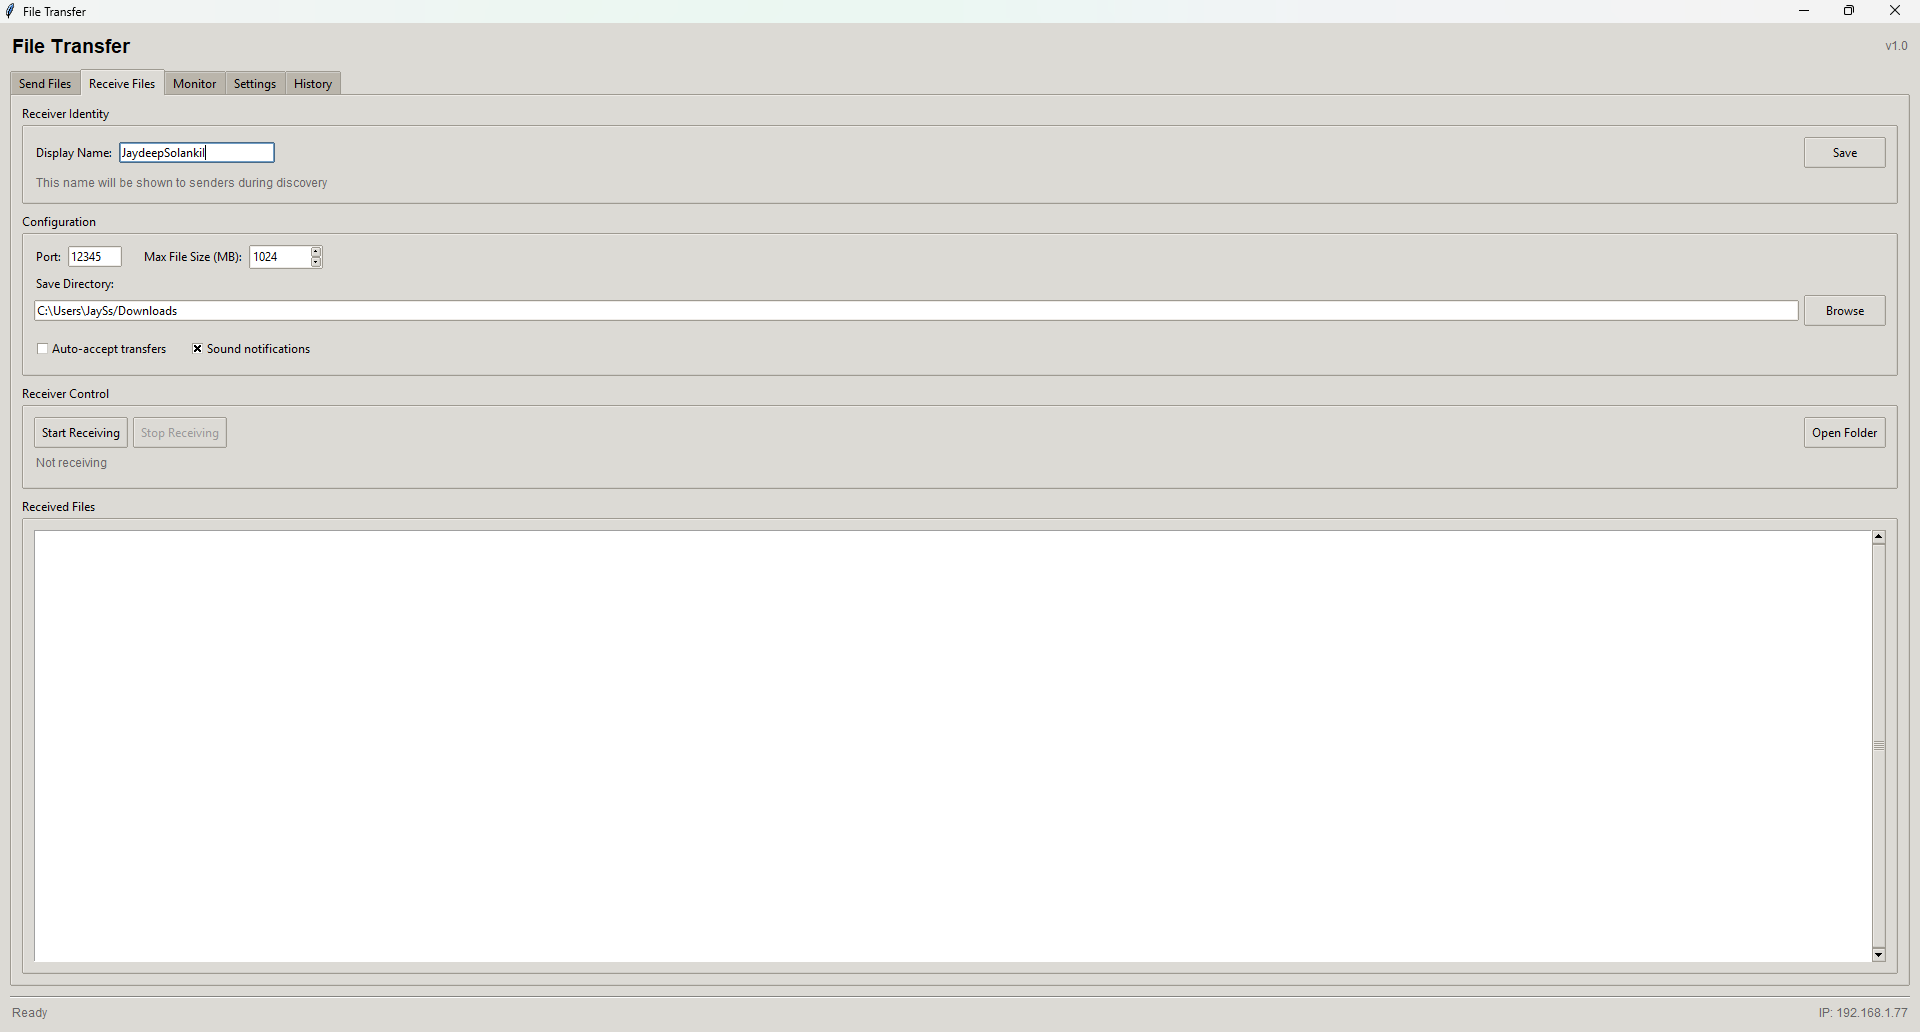 File Transfer
File Transfer
v1.0
Send Files Receive Files Monitor Settings History
Receiver Identity
Display Name: JaydeepSolankil Save
This name will be shown to senders during discovery
Configuration
Port: 12345 Max File Size (MB): 1024
Save Directory:
C:\Users\JaySs/Downloads Browse
Auto-accept transfers Sound notifications
Receiver Control
Start Receiving Stop Receiving Open Folder
Not receiving
Received Files
Ready IP: 192.168.1.77